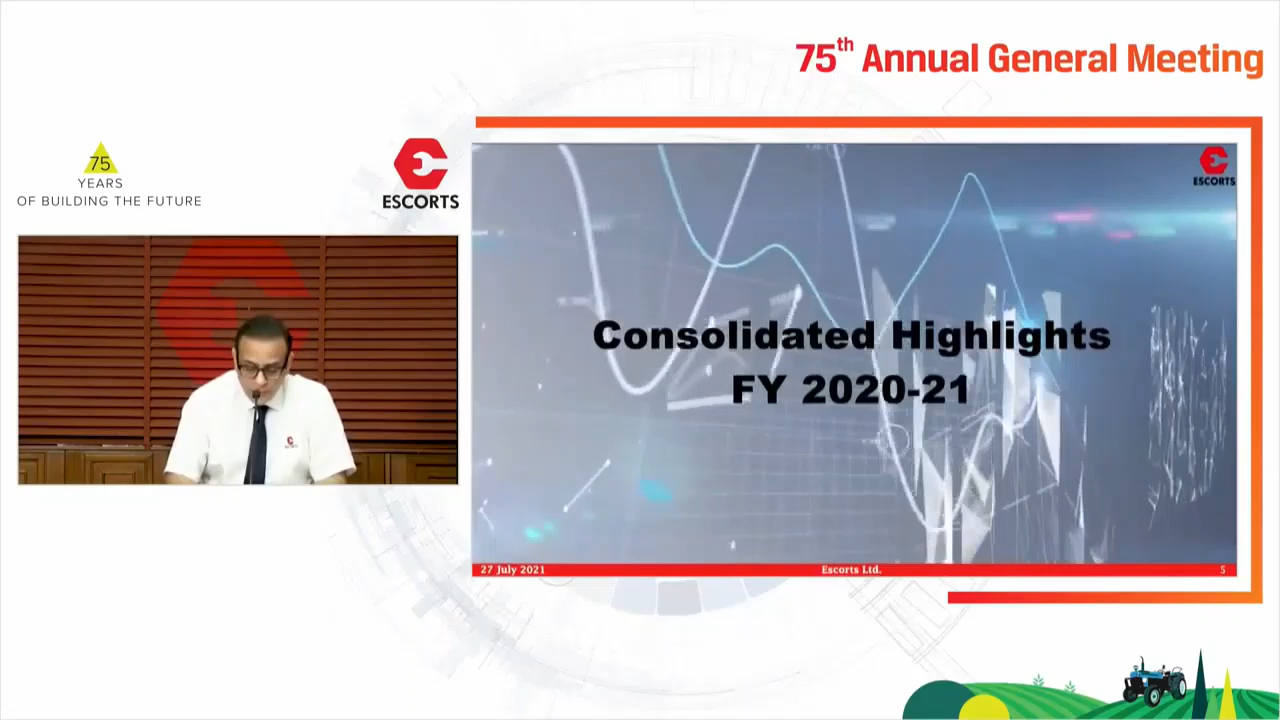 75th Annual General Meeting
75
YEARS
OF BUILDING THE FUTURE
ESCORTS
ESCORTS
Consolidated Highlights
FY 2020-21
27 July 2021
Escorts Ltd.
5